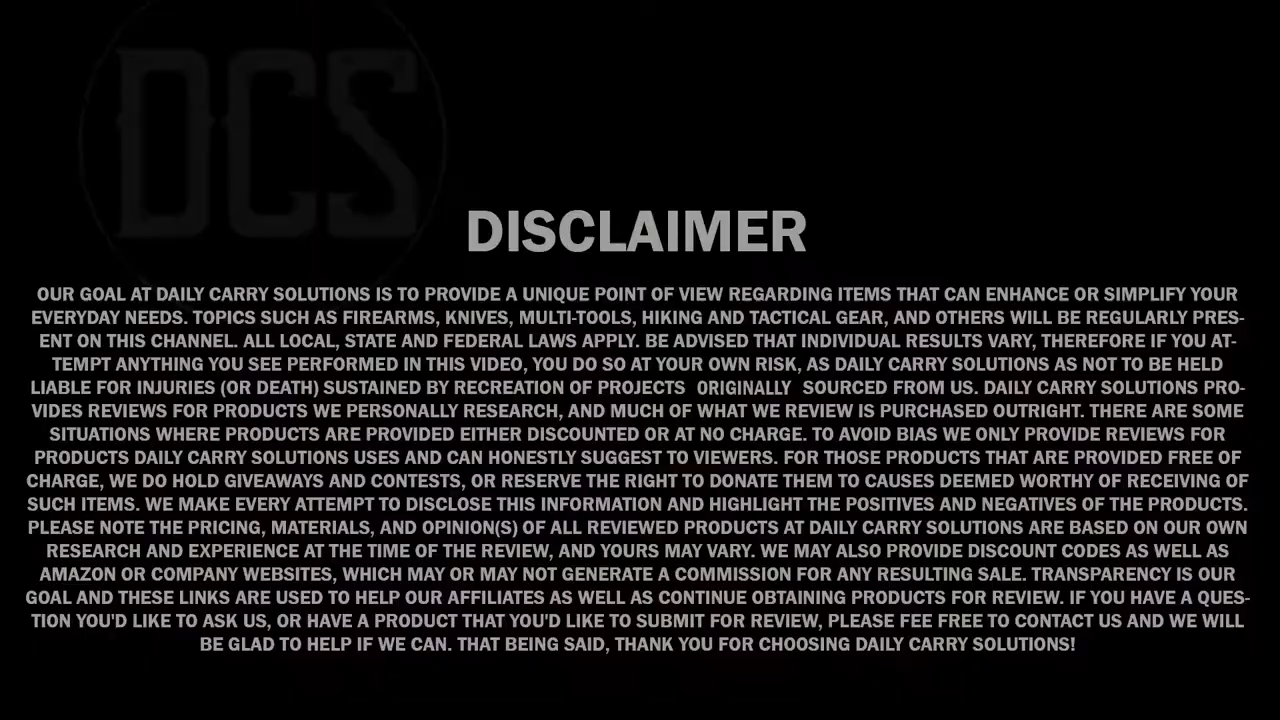 DCS
DISCLAIMER
OUR GOAL AT DAILY CARRY SOLUTIONS IS TO PROVIDE A UNIQUE POINT OF VIEW REGARDING ITEMS THAT CAN ENHANCE OR SIMPLIFY YOUR
EVERYDAY NEEDS. TOPICS SUCH AS FIREARMS, KNIVES, MULTI-TOOLS, HIKING AND TACTICAL GEAR, AND OTHERS WILL BE REGULARLY PRES-
ENT ON THIS CHANNEL. ALL LOCAL, STATE AND FEDERAL LAWS APPLY. BE ADVISED THAT INDIVIDUAL RESULTS VARY, THEREFORE IF YOU AT-
TEMPT ANYTHING YOU SEE PERFORMED IN THIS VIDEO, YOU DO SO AT YOUR OWN RISK, AS DAILY CARRY SOLUTIONS AS NOT TO BE HELD
LIABLE FOR INJURIES (OR DEATH) SUSTAINED BY RECREATION OF PROJECTS ORIGINALLY SOURCED FROM US. DAILY CARRY SOLUTIONS PRO-
VIDES REVIEWS FOR PRODUCTS WE PERSONALLY RESEARCH, AND MUCH OF WHAT WE REVIEW IS PURCHASED OUTRIGHT. THERE ARE SOME
SITUATIONS WHERE PRODUCTS ARE PROVIDED EITHER DISCOUNTED OR AT NO CHARGE. TO AVOID BIAS WE ONLY PROVIDE REVIEWS FOR
PRODUCTS DAILY CARRY SOLUTIONS USES AND CAN HONESTLY SUGGEST TO VIEWERS. FOR THOSE PRODUCTS THAT ARE PROVIDED FREE OF
CHARGE, WE DO HOLD GIVEAWAYS AND CONTESTS, OR RESERVE THE RIGHT TO DONATE THEM TO CAUSES DEEMED WORTHY OF RECEIVING OF
SUCH ITEMS. WE MAKE EVERY ATTEMPT TO DISCLOSE THIS INFORMATION AND HIGHLIGHT THE POSITIVES AND NEGATIVES OF THE PRODUCTS.
PLEASE NOTE THE PRICING, MATERIALS, AND OPINION(S) OF ALL REVIEWED PRODUCTS AT DAILY CARRY SOLUTIONS ARE BASED ON OUR OWN
RESEARCH AND EXPERIENCE AT THE TIME OF THE REVIEW, AND YOURS MAY VARY. WE MAY ALSO PROVIDE DISCOUNT CODES AS WELL AS
AMAZON OR COMPANY WEBSITES, WHICH MAY OR MAY NOT GENERATE A COMMISSION FOR ANY RESULTING SALE. TRANSPARENCY IS OUR
GOAL AND THESE LINKS ARE USED TO HELP OUR AFFILIATES AS WELL AS CONTINUE OBTAINING PRODUCTS FOR REVIEW. IF YOU HAVE A QUES-
TION YOU'D LIKE TO ASK US, OR HAVE A PRODUCT THAT YOU'D LIKE TO SUBMIT FOR REVIEW, PLEASE FEE FREE TO CONTACT US AND WE WILL
BE GLAD TO HELP IF WE CAN. THAT BEING SAID, THANK YOU FOR CHOOSING DAILY CARRY SOLUTIONS!